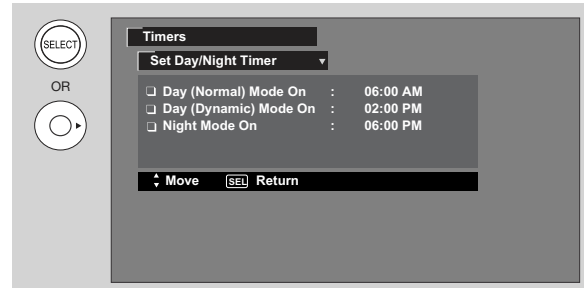 SELECT
OR
Timers
Set Day/Night Timer
Day (Normal) Mode On : 06:00 AM
Day (Dynamic) Mode On : 02:00 PM
Night Mode On : 06:00 PM
Move SEL Return